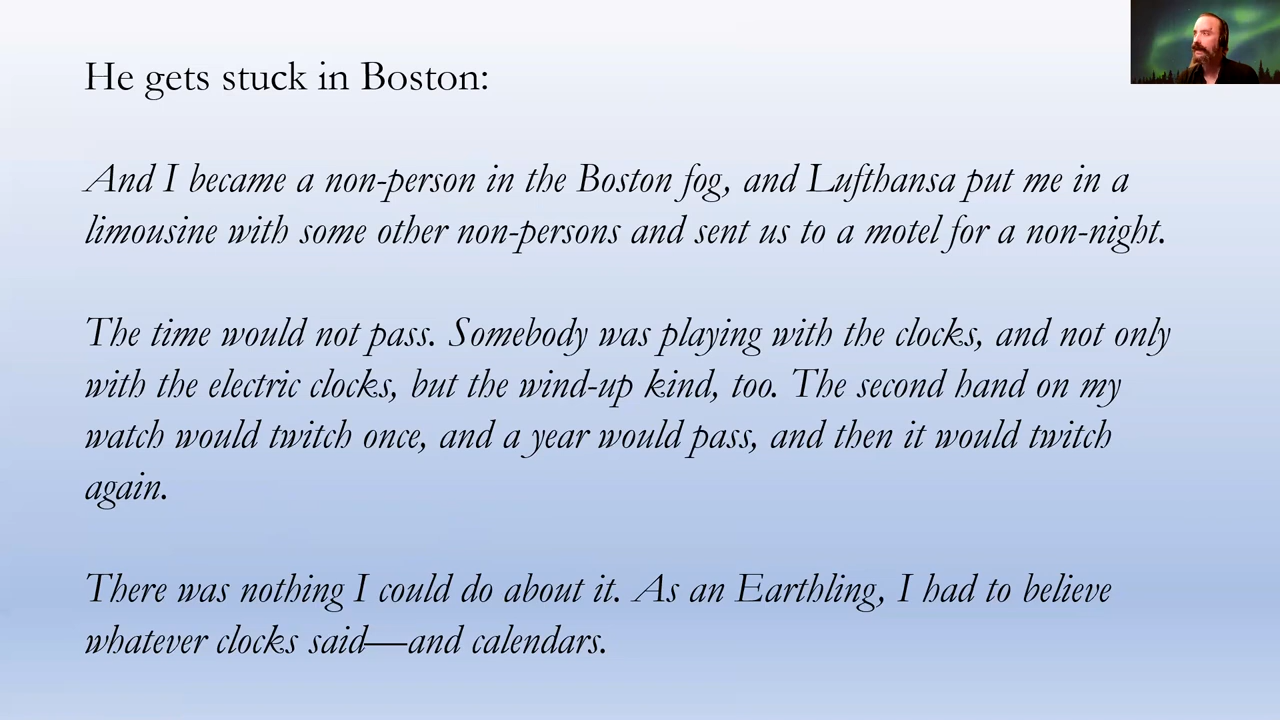 He gets stuck in Boston:
And I became a non-person in the Boston fog, and Lufthansa put me in a
limousine with some other non-persons and sent us to a motel for a non-night.
The time would not pass. Somebody was playing with the clocks, and not only
with the electric clocks, but the wind-up kind, too. The second hand on my
watch would twitch once, and a year would pass, and then it would twitch
again.
There was nothing I could do about it. As an Earthling, I had to believe
whatever clocks said—and calendars.